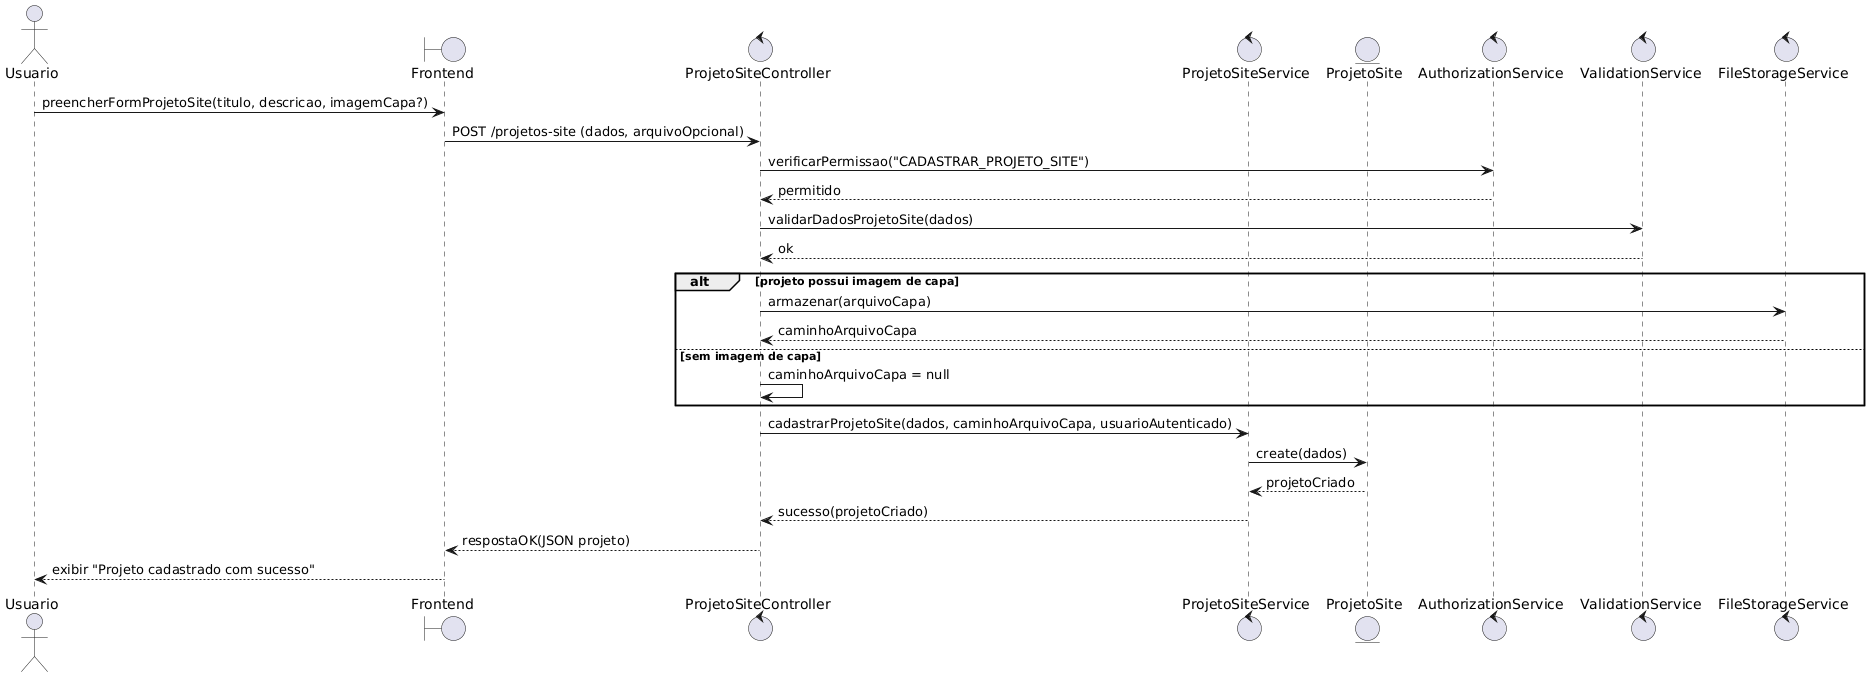 Usuario
Frontend
ProjetoSiteController
ProjetoSiteService
ProjetoSite
AuthorizationService
ValidationService
FileStorageService
preencherFormProjetoSite(titulo, descricao, imagemCapa?)
POST /projetos-site (dados, arquivoOpcional)
verificarPermissao("CADASTRAR_PROJETO_SITE")
permitido
validarDadosProjetoSite(dados)
ok
alt
[projeto possui imagem de capa]
armazenar(arquivoCapa)
caminhoArquivoCapa
[sem imagem de capa]
caminhoArquivoCapa = null
cadastrarProjetoSite(dados, caminhoArquivoCapa, usuarioAutenticado)
create(dados)
projetoCriado
sucesso(projetoCriado)
respostaOK(JSON projeto)
exibir "Projeto cadastrado com sucesso"
Usuario
Frontend
ProjetoSiteController
ProjetoSiteService
ProjetoSite
AuthorizationService
ValidationService
FileStorageService